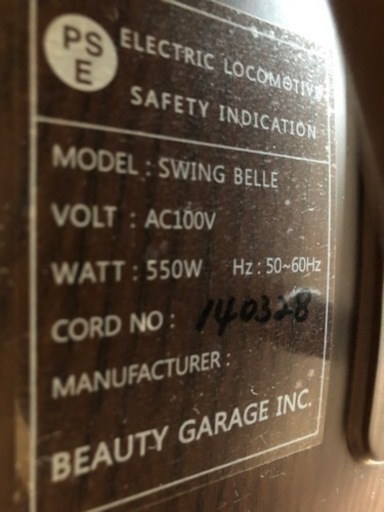 PS
E
ELECTRIC LOCOMOTIVE
SAFETY INDICATION
MODEL : SWING BELLE
VOLT : AC100V
WATT : 550W Hz : 50~60Hz
CORD NO : 140328
MANUFACTURER :
BEAUTY GARAGE INC.